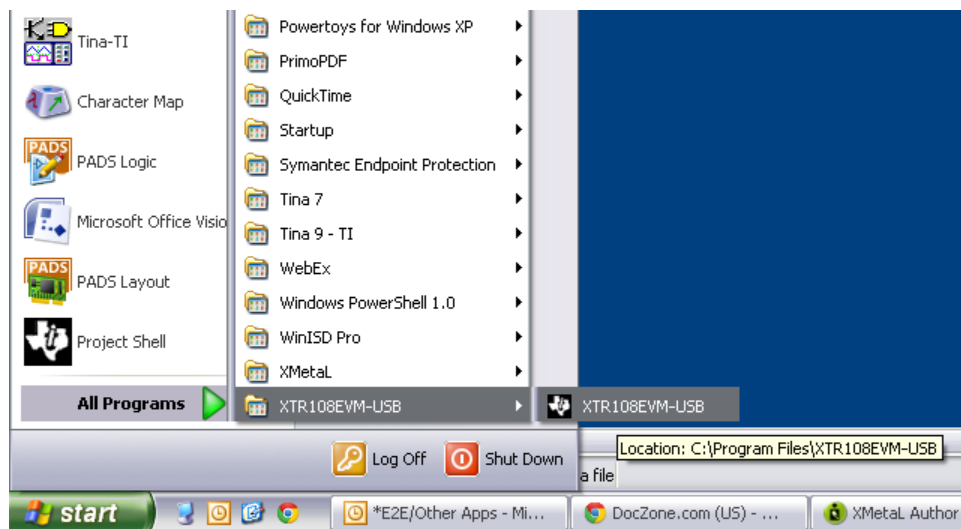 Tina-TI
Character Map
PADS
PADS Logic
Microsoft Office Visio
PADS
PADS Layout
Project Shell
All Programs
Powertoys for Windows XP
PrimoPDF
QuickTime
Startup
Symantec Endpoint Protection
Tina 7
Tina 9 - TI
WebEx
Windows PowerShell 1.0
WinISD Pro
XMetaL
XTR108EVM-USB
XTR108EVM-USB
Location: C:\Program Files\XTR108EVM-USB
Log Off
Shut Down
a file
start
*E2E/Other Apps - Mi...
DocZone.com (US) - ...
XMetaL Author